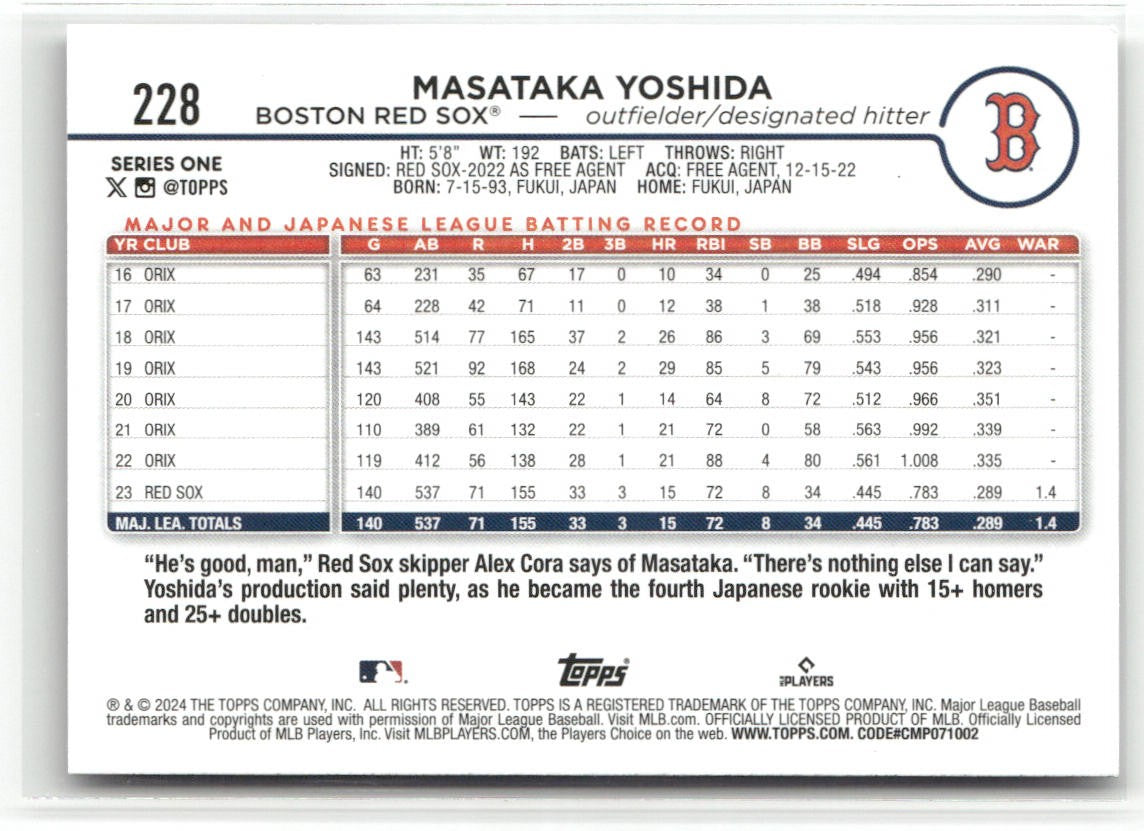 228
MASATAKA YOSHIDA
BOSTON RED SOX® — outfielder/designated hitter
B
SERIES ONE
@TOPPS
HT: 5'8" WT: 192 BATS: LEFT THROWS: RIGHT
SIGNED: RED SOX-2022 AS FREE AGENT ACQ: FREE AGENT, 12-15-22
BORN: 7-15-93, FUKUI, JAPAN HOME: FUKUI, JAPAN
MAJOR AND JAPANESE LEAGUE BATTING RECORD
YR CLUB G AB R H 2B 3B HR RBI SB BB SLG OPS AVG WAR
16 ORIX 63 231 35 67 17 0 10 34 0 25 .494 .854 .290 -
17 ORIX 64 228 42 71 11 0 12 38 1 38 .518 .928 .311 -
18 ORIX 143 514 77 165 37 2 26 86 3 69 .553 .956 .321 -
19 ORIX 143 521 92 168 24 2 29 85 5 79 .543 .956 .323 -
20 ORIX 120 408 55 143 22 1 14 64 8 72 .512 .966 .351 -
21 ORIX 110 389 61 132 22 1 21 72 0 58 .563 .992 .339 -
22 ORIX 119 412 56 138 28 1 21 88 4 80 .561 1.008 .335 -
23 RED SOX 140 537 71 155 33 3 15 72 8 34 .445 .783 .289 1.4
MAJ. LEA. TOTALS 140 537 71 155 33 3 15 72 8 34 .445 .783 .289 1.4
“He’s good, man,” Red Sox skipper Alex Cora says of Masataka. “There’s nothing else I can say.”
Yoshida’s production said plenty, as he became the fourth Japanese rookie with 15+ homers
and 25+ doubles.
Topps®
PLAYERS
® & © 2024 THE TOPPS COMPANY, INC. ALL RIGHTS RESERVED. TOPPS IS A REGISTERED TRADEMARK OF THE TOPPS COMPANY, INC. Major League Baseball
trademarks and copyrights are used with permission of Major League Baseball. Visit MLB.com. OFFICIALLY LICENSED PRODUCT OF MLB. Officially Licensed
Product of MLB Players, Inc. Visit MLBPLAYERS.COM, the Players Choice on the web. WWW.TOPPS.COM. CODE#CMP071002